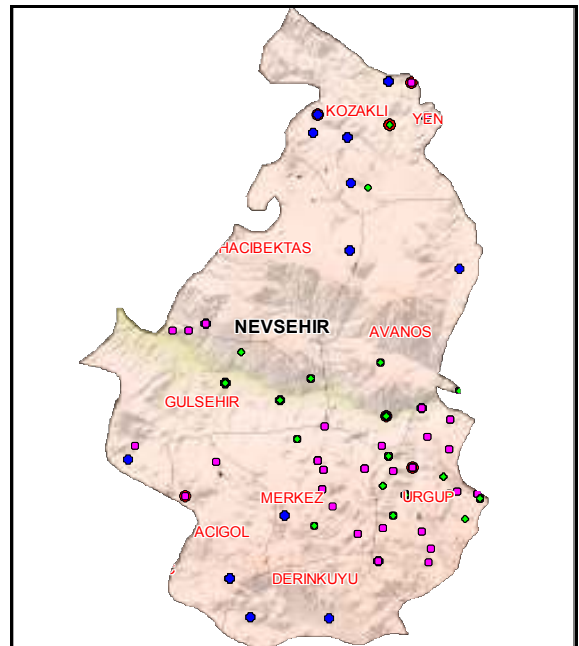 KOZAKLI
YEN
HACIBEKTAS
NEVSEHIR
AVANOS
GULSEHIR
MERKEZ
URGUP
ACIGOL
DERINKUYU